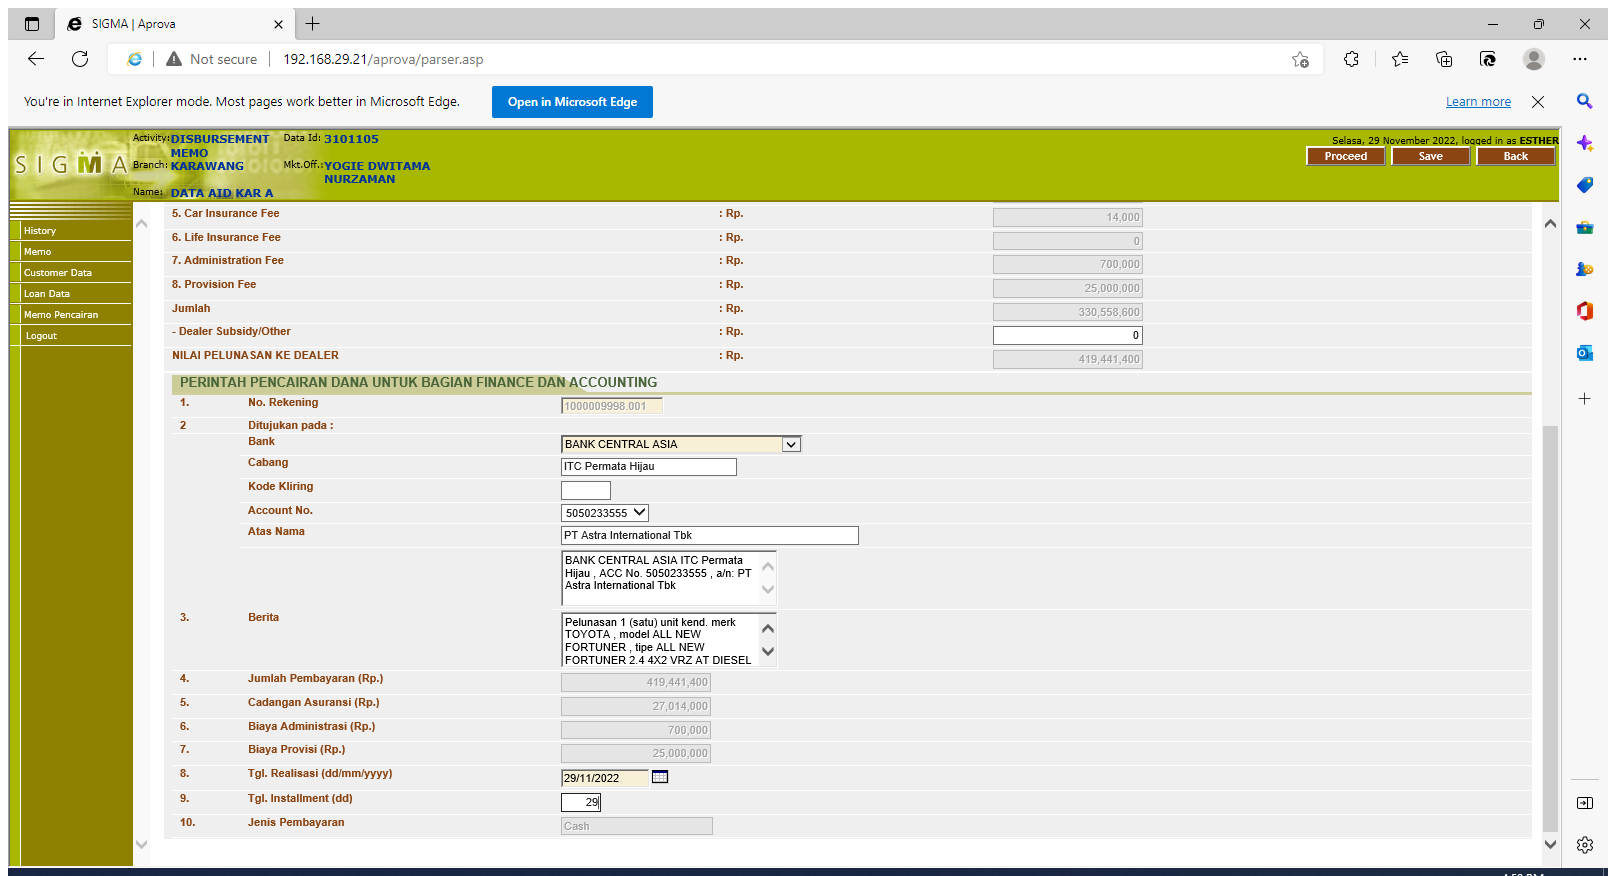 SIGMA | Aprova
Not secure
192.168.29.21/aprova/parser.asp
You're in Internet Explorer mode. Most pages work better in Microsoft Edge.
Open in Microsoft Edge
Learn more
SIGMA
Activity: DISBURSEMENT MEMO
Data Id: 3101105
Branch: KARAWANG
Mkt.Off.: YOGIE DWITAMA NURZAMAN
Name: DATA AID KAR A
Selasa, 29 November 2022, logged in as ESTHER
Proceed Save Back
History
Memo
Customer Data
Loan Data
Memo Pencairan
Logout
5. Car Insurance Fee : Rp. 14,000
6. Life Insurance Fee : Rp. 0
7. Administration Fee : Rp. 700,000
8. Provision Fee : Rp. 25,000,000
Jumlah : Rp. 330,558,600
- Dealer Subsidy/Other : Rp. 0
NILAI PELUNASAN KE DEALER : Rp. 419,441,400
PERINTAH PENCAIRAN DANA UNTUK BAGIAN FINANCE DAN ACCOUNTING
1. No. Rekening 1000009998.001
2 Ditujukan pada :
Bank BANK CENTRAL ASIA
Cabang ITC Permata Hijau
Kode Kliring
Account No. 5050233555
Atas Nama PT Astra International Tbk
BANK CENTRAL ASIA ITC Permata
Hijau , ACC No. 5050233555 , a/n: PT
Astra International Tbk
3. Berita Pelunasan 1 (satu) unit kend. merk
TOYOTA , model ALL NEW
FORTUNER , tipe ALL NEW
FORTUNER 2.4 4X2 VRZ AT DIESEL
4. Jumlah Pembayaran (Rp.) 419,441,400
5. Cadangan Asuransi (Rp.) 27,014,000
6. Biaya Administrasi (Rp.) 700,000
7. Biaya Provisi (Rp.) 25,000,000
8. Tgl. Realisasi (dd/mm/yyyy) 29/11/2022
9. Tgl. Installment (dd) 29
10. Jenis Pembayaran Cash